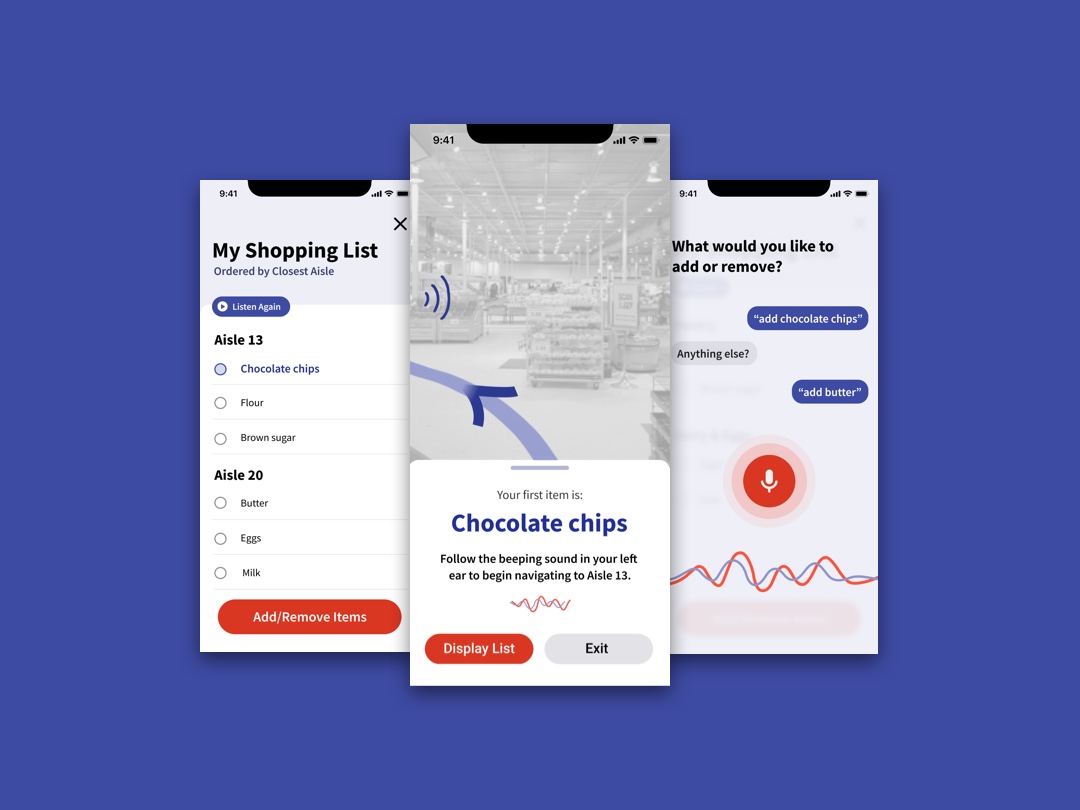 9:41
My Shopping List
Ordered by Closest Aisle
Listen Again
Aisle 13
Chocolate chips
Flour
Brown sugar
Aisle 20
Butter
Eggs
Milk
Add/Remove Items
9:41
Your first item is:
Chocolate chips
Follow the beeping sound in your left
ear to begin navigating to Aisle 13.
Display List
Exit
9:41
What would you like to
add or remove?
“add chocolate chips”
Anything else?
“add butter”